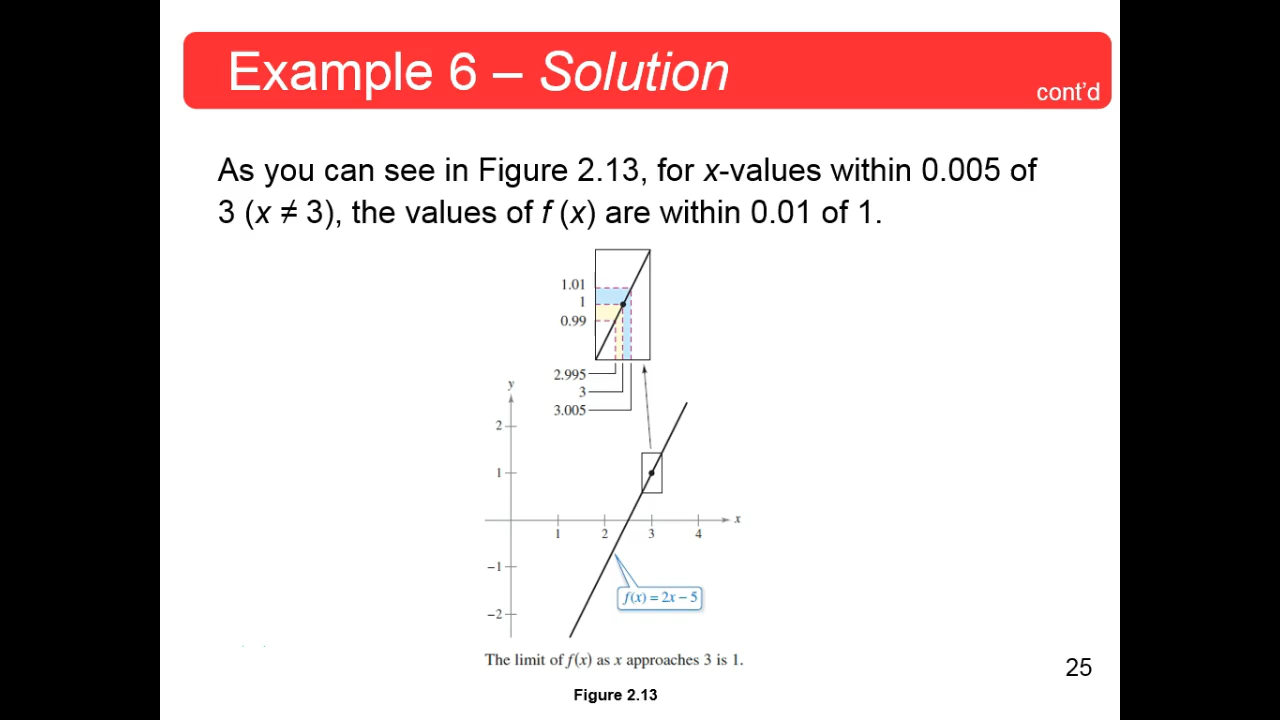 Example 6 – Solution
cont'd
As you can see in Figure 2.13, for x-values within 0.005 of
3 (x ≠ 3), the values of f (x) are within 0.01 of 1.
1.01
1
0.99
2.995
3
3.005
y
2
1
x
1 2 3 4
−1
f(x) = 2x − 5
−2
The limit of f(x) as x approaches 3 is 1.
25
Figure 2.13